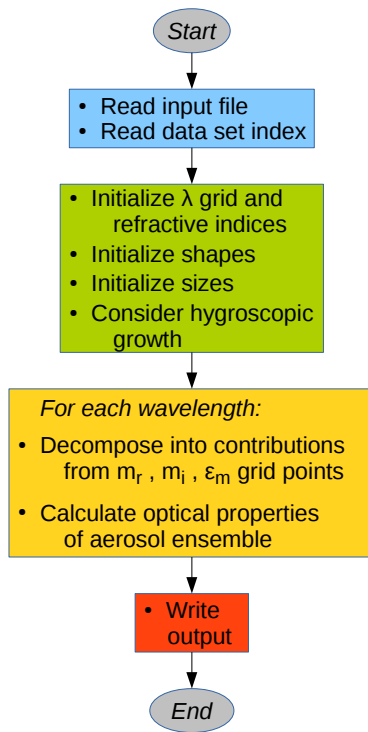 Start
• Read input file
• Read data set index
• Initialize λ grid and
refractive indices
• Initialize shapes
• Initialize sizes
• Consider hygroscopic
growth
For each wavelength:
• Decompose into contributions
from mᵣ , mᵢ , εₘ grid points
• Calculate optical properties
of aerosol ensemble
• Write
output
End